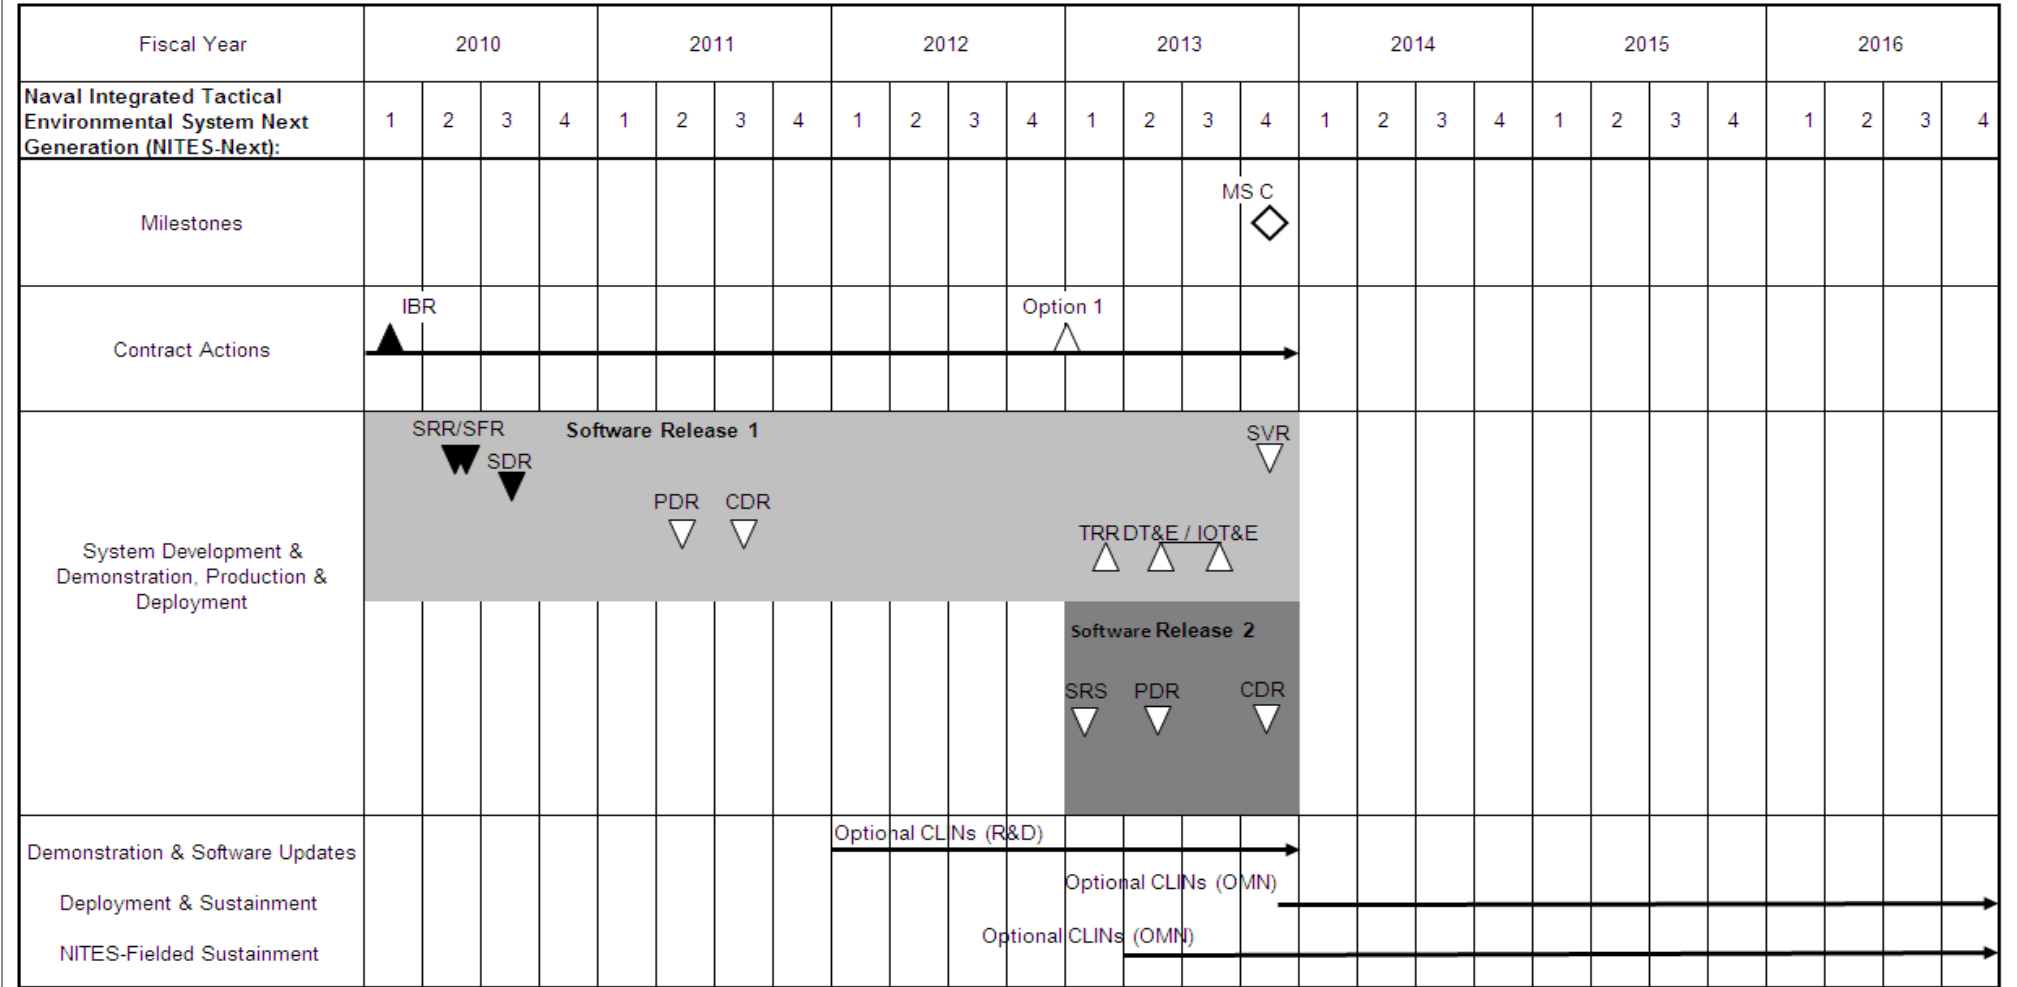 Fiscal Year 2010 2011 2012 2013 2014 2015 2016
Naval Integrated Tactical
Environmental System Next
Generation (NITES-Next):
1 2 3 4 1 2 3 4 1 2 3 4 1 2 3 4 1 2 3 4 1 2 3 4 1 2 3 4
Milestones
MS C
Contract Actions
IBR
Option 1
System Development &
Demonstration, Production &
Deployment
SRR/SFR
Software Release 1
SVR
SDR
PDR CDR
TRR DT&E / IOT&E
Software Release 2
SRS PDR CDR
Demonstration & Software Updates
Optional CLINs (R&D)
Deployment & Sustainment
Optional CLINs (OMN)
NITES-Fielded Sustainment
Optional CLINs (OMN)